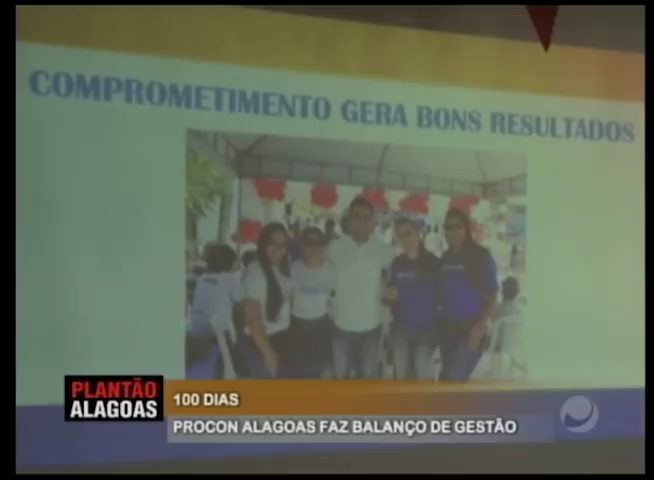 COMPROMETIMENTO GERA BONS RESULTADOS
PLANTÃO
ALAGOAS
100 DIAS
PROCON ALAGOAS FAZ BALANÇO DE GESTÃO